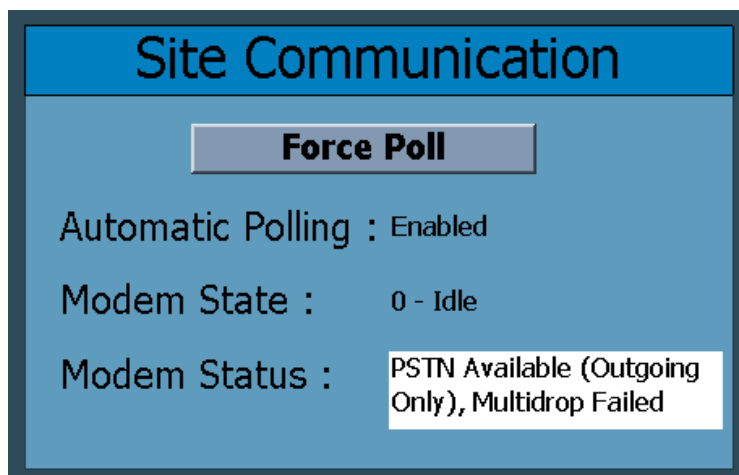 Site Communication
Force Poll
Automatic Polling : Enabled
Modem State : 0 - Idle
Modem Status : PSTN Available (Outgoing
Only), Multidrop Failed